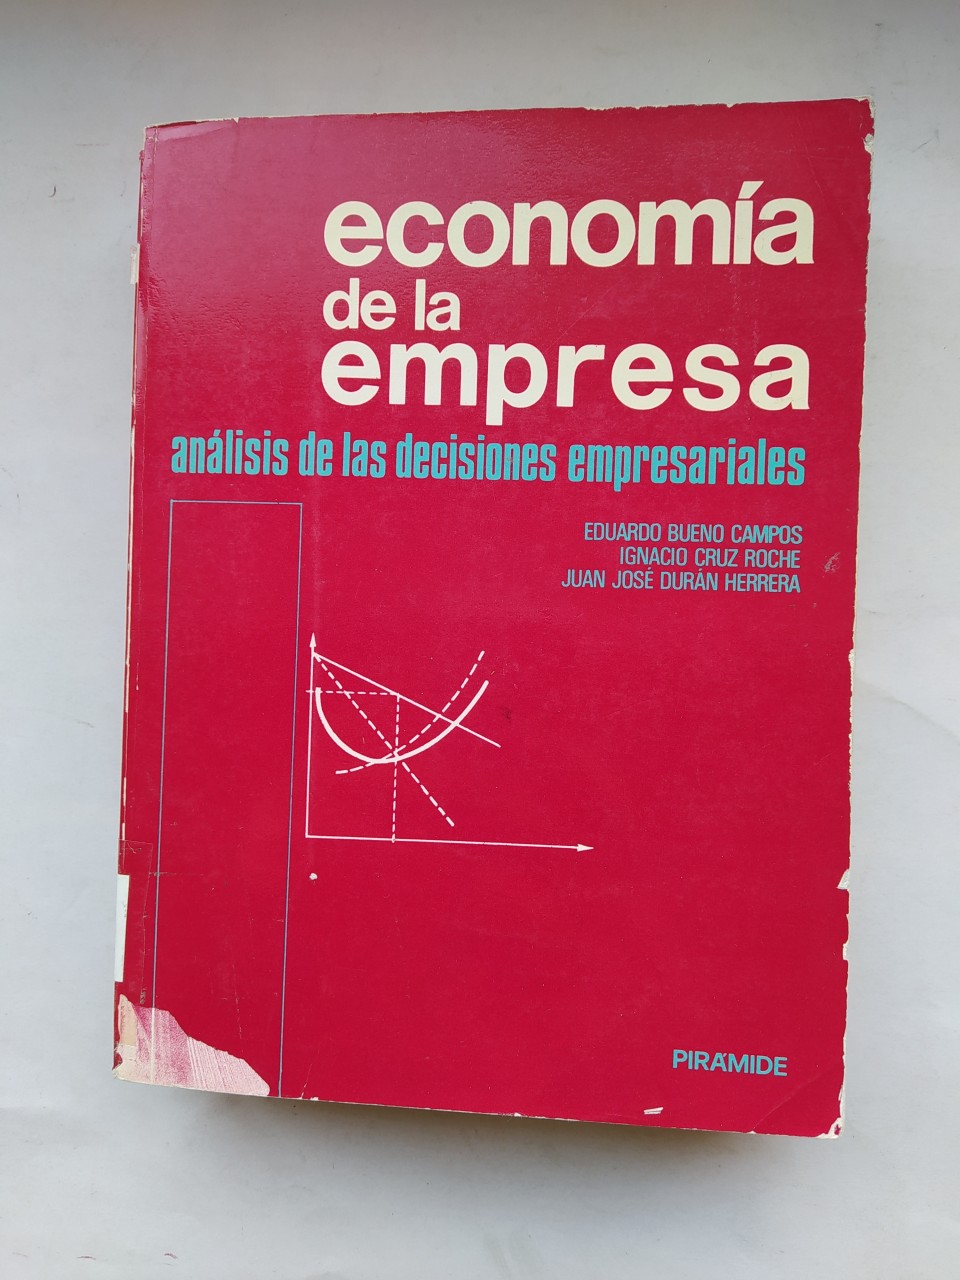 economía
de la
empresa
análisis de las decisiones empresariales
EDUARDO BUENO CAMPOS
IGNACIO CRUZ ROCHE
JUAN JOSÉ DURÁN HERRERA
PIRÁMIDE